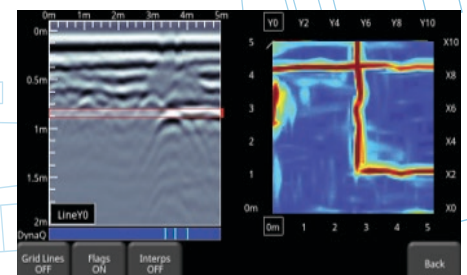 0m 1m 2m 3m 4m 5m
0m
0.5m
1m
1.5m
2m
LineY0
DynaQ
Y0 Y2 Y4 Y6 Y8 Y10
5 X10
4 X8
3 X6
2 X4
1 X2
0m X0
0m 1 2 3 4 5
Grid Lines OFF
Flags ON
Interps OFF
Back